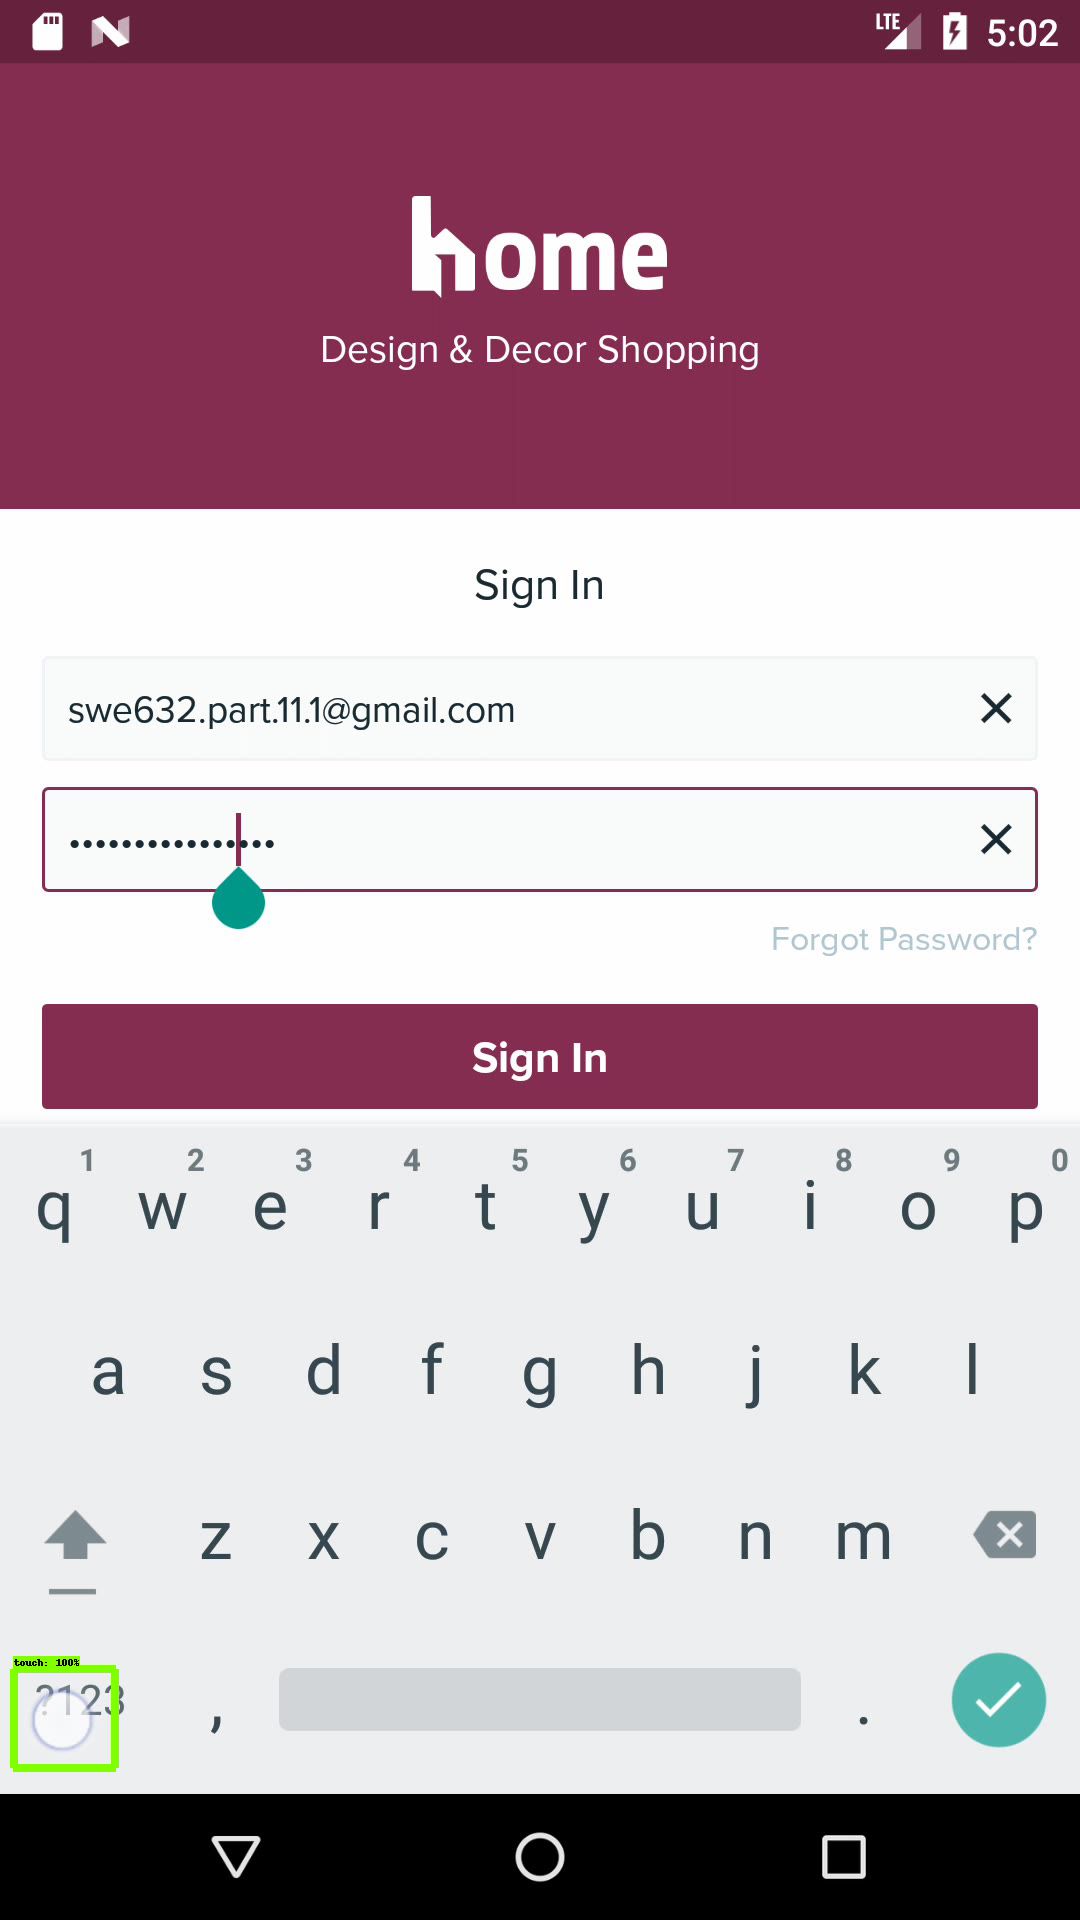 LTE 5:02
home
Design & Decor Shopping
Sign In
swe632.part.11.1@gmail.com
••••••••••••••••
Forgot Password?
Sign In
1 2 3 4 5 6 7 8 9 0
q w e r t y u i o p
a s d f g h j k l
z x c v b n m
touch: 100%
?123 , .